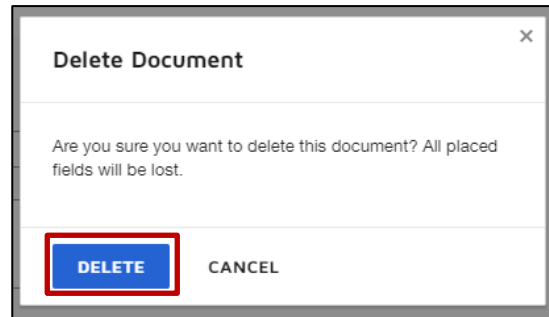 Delete Document
Are you sure you want to delete this document? All placed
fields will be lost.
DELETE CANCEL